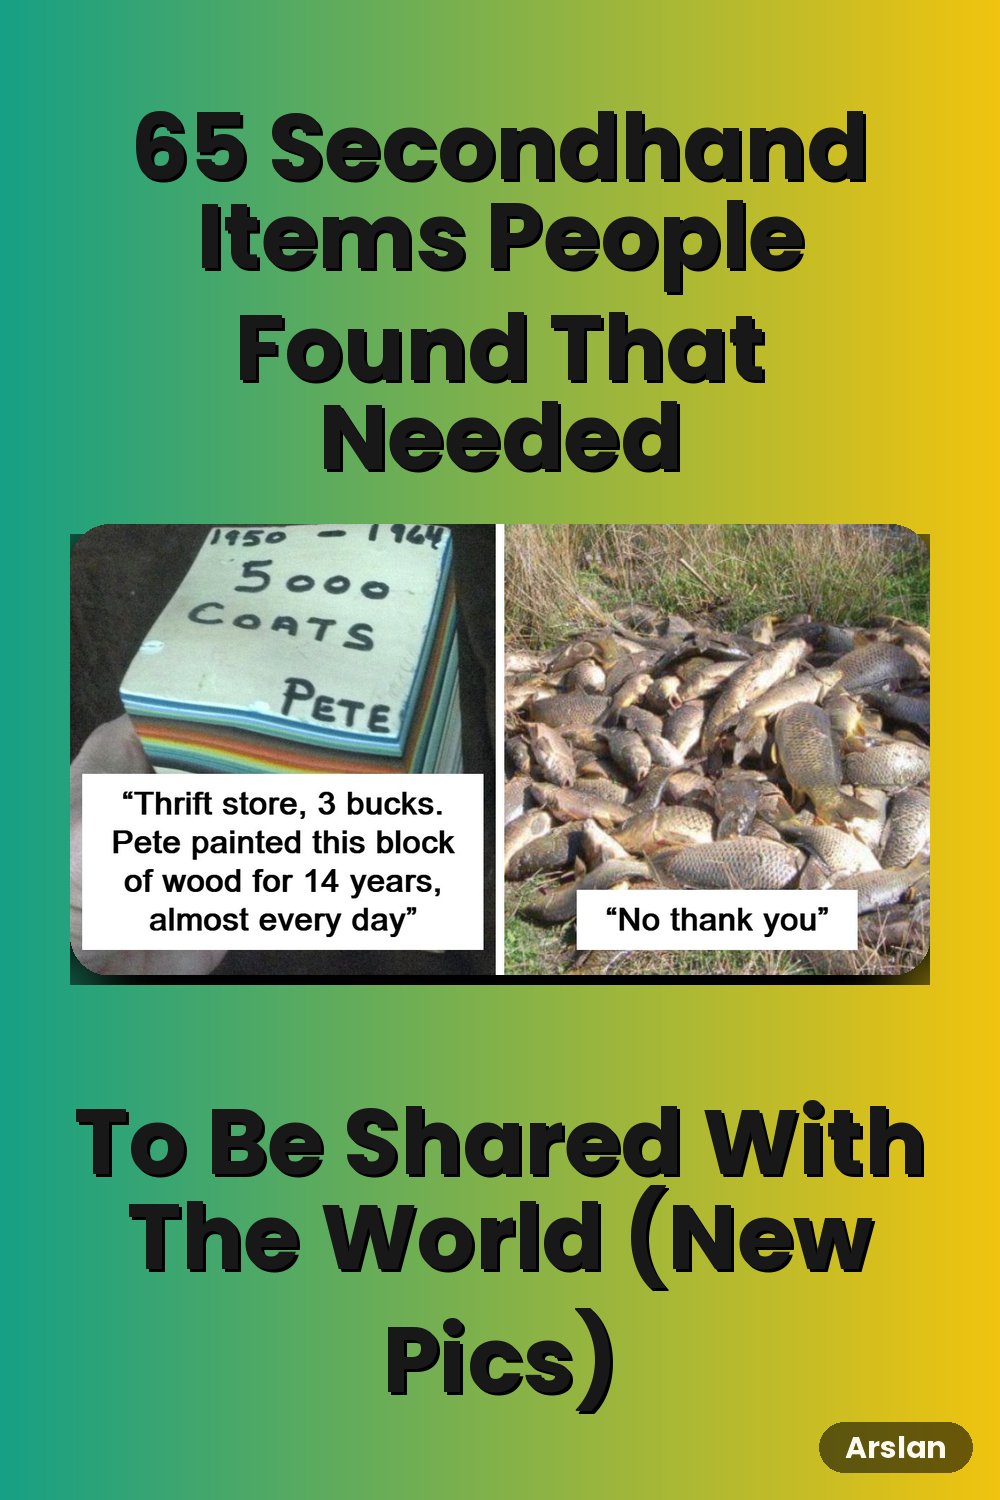 65 Secondhand
Items People
Found That
Needed
1950 - 1964
5000
COATS
PETE
“Thrift store, 3 bucks.
Pete painted this block
of wood for 14 years,
almost every day”
“No thank you”
To Be Shared With
The World (New
Pics)
Arslan